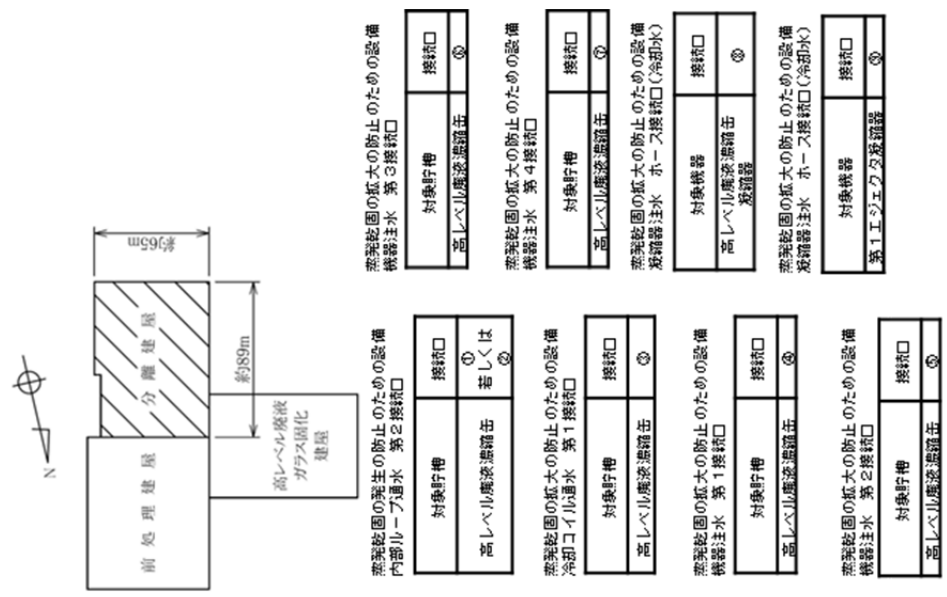 N
前処理建屋
分離建屋
約65m
約89m
高レベル廃液
ガラス固化
建屋
蒸発乾固の発生の防止のための設備
内部ループ通水　第2接続口
対象貯槽　接続口
高レベル廃液濃縮缶　①
若しくは
②
蒸発乾固の拡大の防止のための設備
冷却コイル通水　第1接続口
対象貯槽　接続口
高レベル廃液濃縮缶　③
蒸発乾固の拡大の防止のための設備
機器注水　第1接続口
対象貯槽　接続口
高レベル廃液濃縮缶　④
蒸発乾固の拡大の防止のための設備
機器注水　第2接続口
対象貯槽　接続口
高レベル廃液濃縮缶　⑤
蒸発乾固の拡大の防止のための設備
機器注水　第3接続口
対象貯槽　接続口
高レベル廃液濃縮缶　⑥
蒸発乾固の拡大の防止のための設備
機器注水　第4接続口
対象貯槽　接続口
高レベル廃液濃縮缶　⑦
蒸発乾固の拡大の防止のための設備
凝縮器注水　ホース接続口(冷却水)
対象機器　接続口
高レベル廃液濃縮缶
凝縮器　⑧
蒸発乾固の拡大の防止のための設備
凝縮器注水　ホース接続口(冷却水)
対象機器　接続口
第1エジェクタ凝縮器　⑨